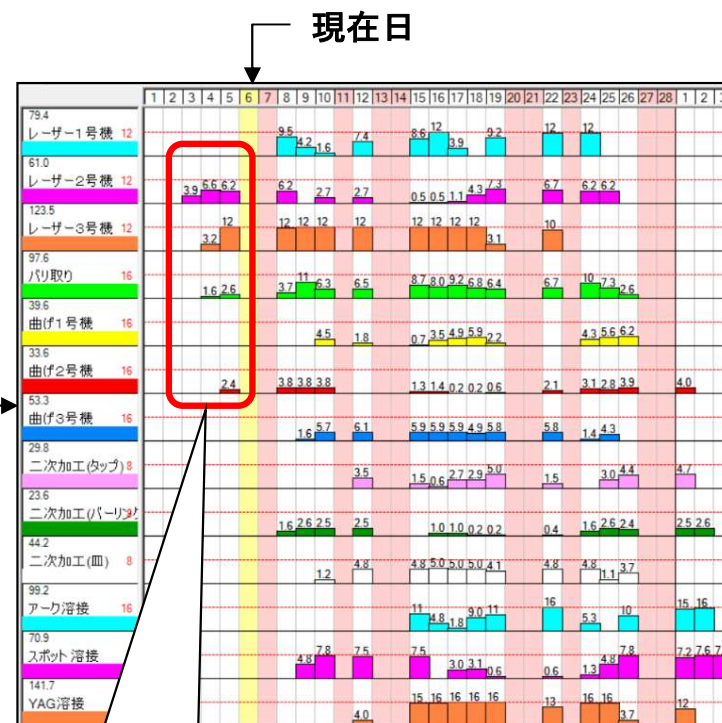 現在日
1 2 3 4 5 6 7 8 9 10 11 12 13 14 15 16 17 18 19 20 21 22 23 24 25 26 27 28 1 2
79.4
レーザー1号機 12 9.5 4.2 1.6 7.4 8.6 12 3.9 9.2 12 12
61.0
レーザー2号機 12 3.9 6.6 6.2 6.2 2.7 2.7 0.5 0.5 1.1 4.3 7.3 6.7 6.2 6.2
123.5
レーザー3号機 12 3.2 12 12 12 12 12 12 12 12 12 3.1 10
97.6
バリ取り 16 1.6 2.6 3.7 11 6.3 6.5 8.7 8.0 9.2 6.8 6.4 6.7 10 7.3 2.6
39.6
曲げ1号機 16 4.5 1.8 0.7 3.5 4.9 5.9 2.2 4.3 5.6 6.2
33.6
曲げ2号機 16 2.4 3.8 3.8 3.8 1.3 1.4 0.2 0.2 0.6 2.1 3.1 2.8 3.9 4.0
53.3
曲げ3号機 16 1.6 5.7 6.1 5.9 5.9 5.9 4.9 5.8 5.8 1.4 4.3
29.8
二次加工(タップ) 8 3.5 1.5 0.6 2.7 2.9 5.0 1.5 3.0 4.4 4.7
23.6
二次加工(バーリング 1.6 2.6 2.5 2.5 1.0 1.0 0.2 0.2 0.4 1.6 2.6 2.4 2.5 2.6
44.2
二次加工(皿) 8 1.2 4.8 4.8 5.0 5.0 5.0 4.1 4.8 4.8 1.1 3.7
99.2
アーク溶接 16 11 4.8 1.8 9.0 11 16 5.3 10 15 16
70.9
スポット溶接 4.8 7.8 7.5 7.5 3.0 3.1 0.6 0.6 1.3 4.8 7.8 7.2 7.6
141.7
YAG溶接 4.0 15 16 16 16 16 13 16 16 3.7 12